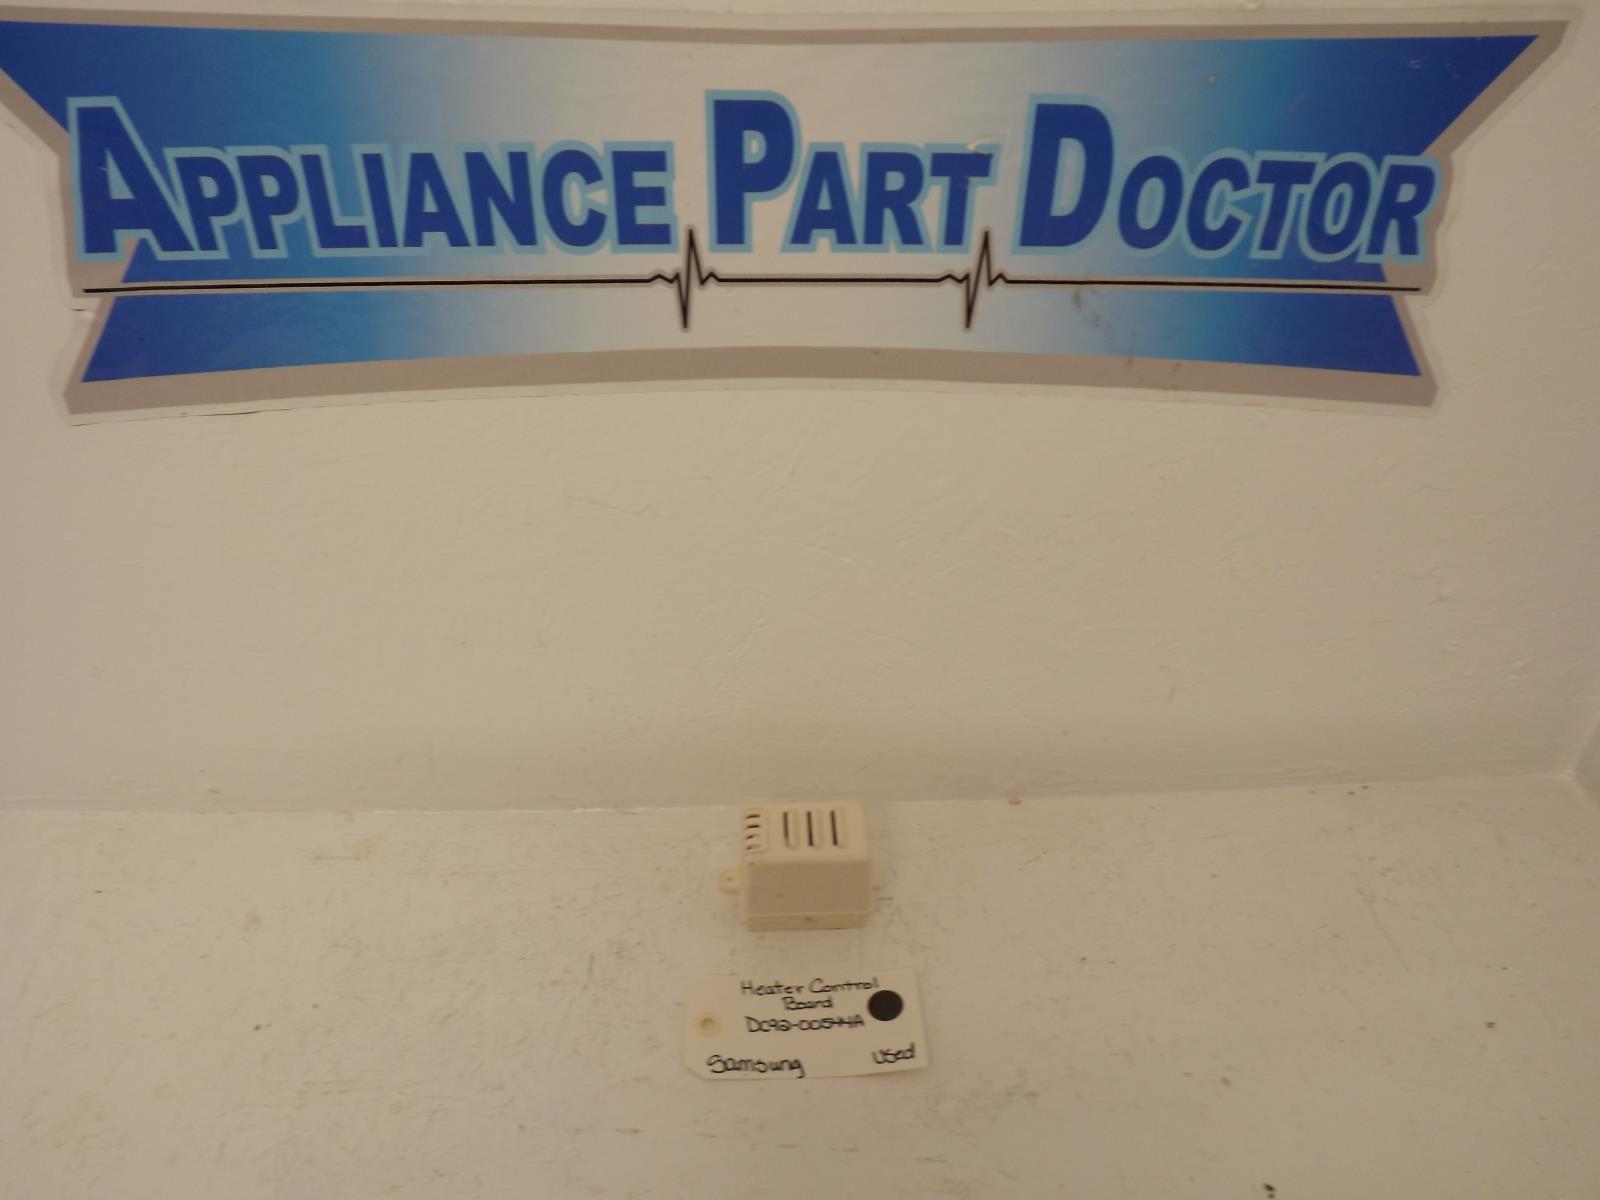 APPLIANCE PART DOCTOR
Heater Control
Board
DC92-00544A
Samsung Used